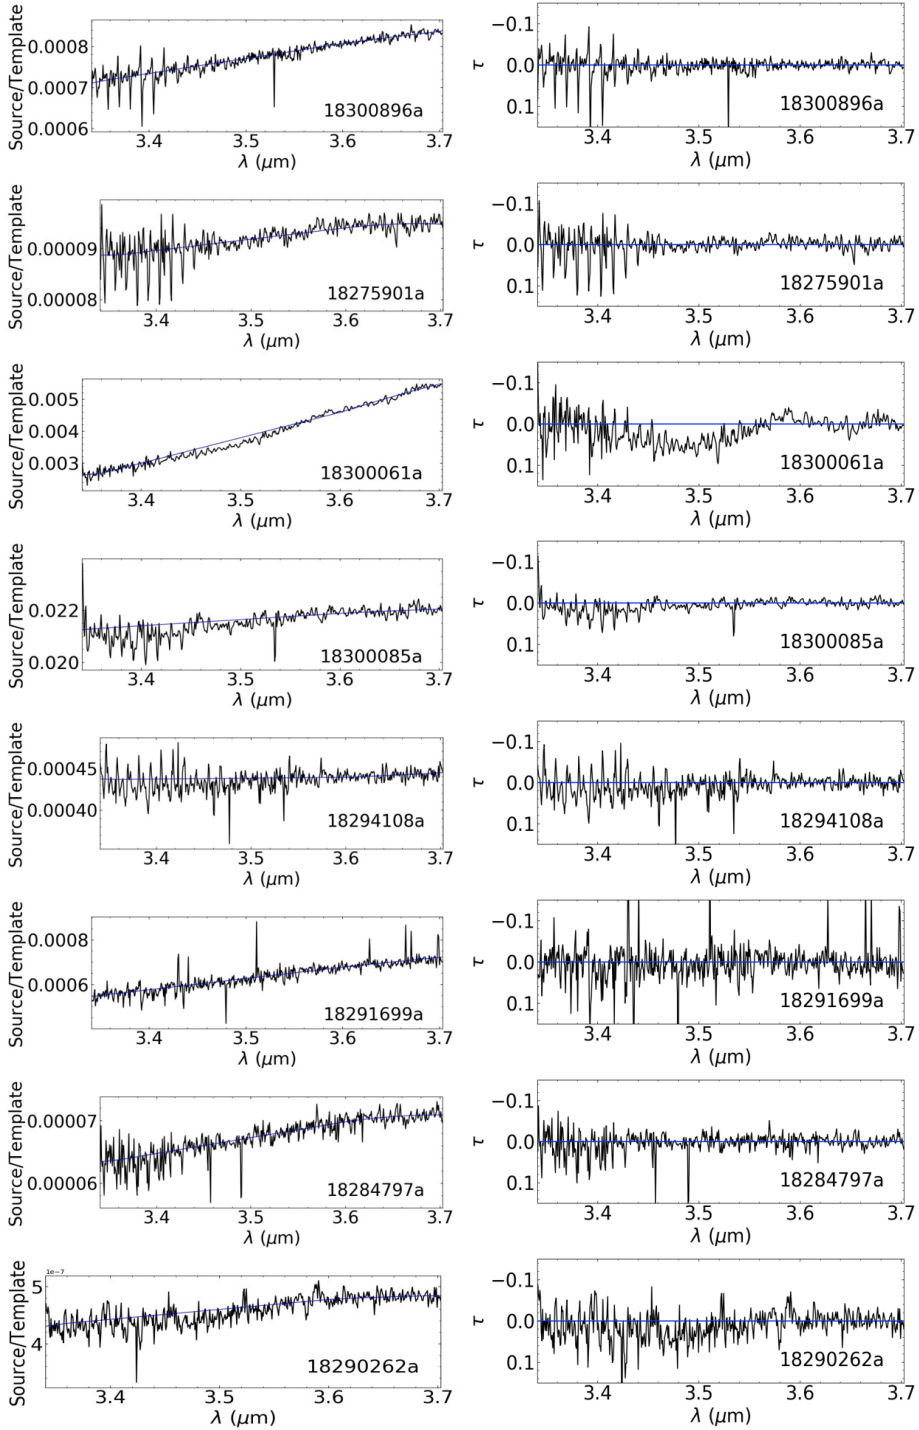 Source/Template
0.0008
0.0007
0.0006
18300896a
3.4 3.5 3.6 3.7
λ (μm)
τ
−0.1
0.0
0.1
18300896a
3.4 3.5 3.6 3.7
λ (μm)
Source/Template
0.00009
0.00008
18275901a
3.4 3.5 3.6 3.7
λ (μm)
τ
−0.1
0.0
0.1
18275901a
3.4 3.5 3.6 3.7
λ (μm)
Source/Template
0.005
0.004
0.003
18300061a
3.4 3.5 3.6 3.7
λ (μm)
τ
−0.1
0.0
0.1
18300061a
3.4 3.5 3.6 3.7
λ (μm)
Source/Template
0.022
0.020
18300085a
3.4 3.5 3.6 3.7
λ (μm)
τ
−0.1
0.0
0.1
18300085a
3.4 3.5 3.6 3.7
λ (μm)
Source/Template
0.00045
0.00040
18294108a
3.4 3.5 3.6 3.7
λ (μm)
τ
−0.1
0.0
0.1
18294108a
3.4 3.5 3.6 3.7
λ (μm)
Source/Template
0.0008
0.0006
18291699a
3.4 3.5 3.6 3.7
λ (μm)
τ
−0.1
0.0
0.1
18291699a
3.4 3.5 3.6 3.7
λ (μm)
Source/Template
0.00007
0.00006
18284797a
3.4 3.5 3.6 3.7
λ (μm)
τ
−0.1
0.0
0.1
18284797a
3.4 3.5 3.6 3.7
λ (μm)
Source/Template
1e−7
5
4
18290262a
3.4 3.5 3.6 3.7
λ (μm)
τ
−0.1
0.0
0.1
18290262a
3.4 3.5 3.6 3.7
λ (μm)